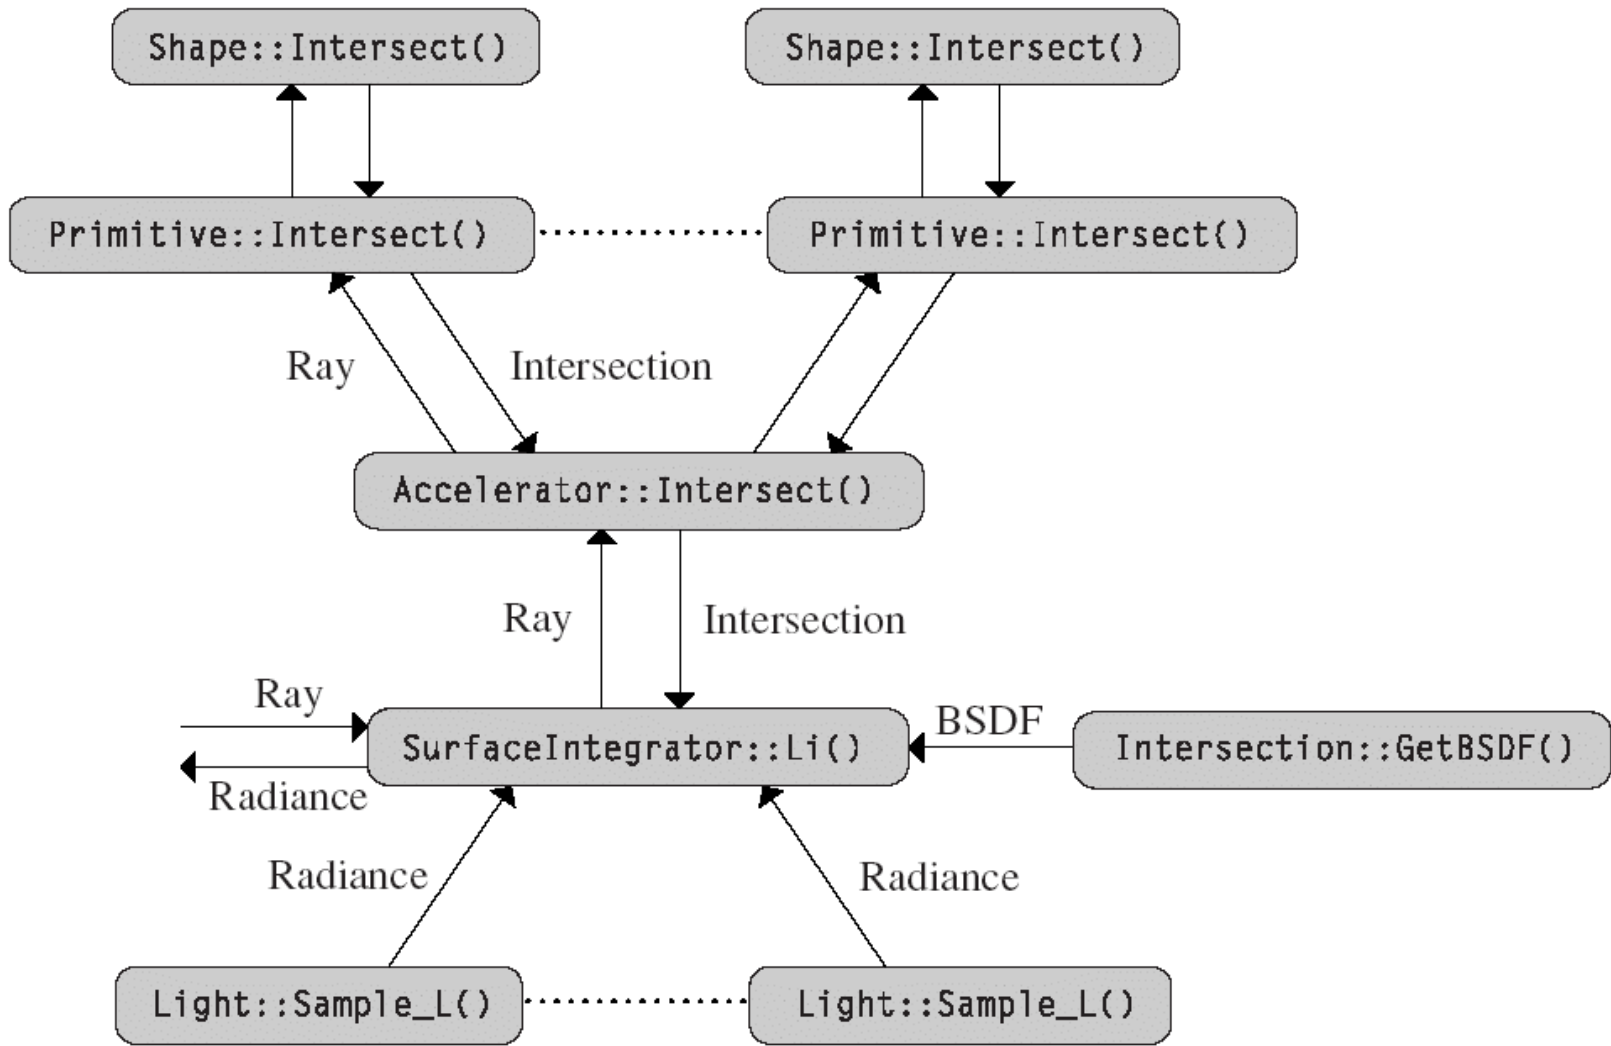 Shape::Intersect()
Shape::Intersect()
Primitive::Intersect()
Primitive::Intersect()
Ray
Intersection
Accelerator::Intersect()
Ray
Intersection
Ray
BSDF
SurfaceIntegrator::Li()
Intersection::GetBSDF()
Radiance
Radiance
Radiance
Light::Sample_L()
Light::Sample_L()